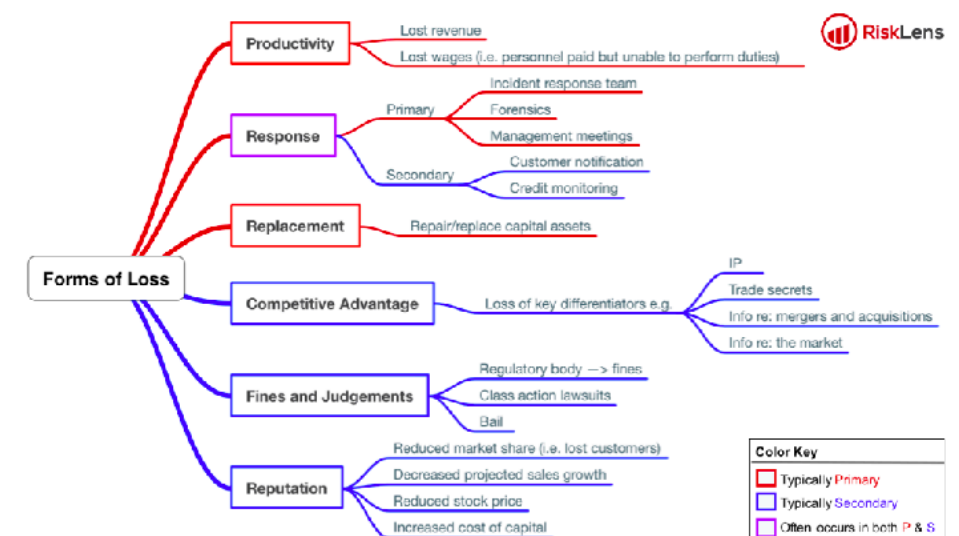 RiskLens
Forms of Loss
Productivity
Lost revenue
Lost wages (i.e. personnel paid but unable to perform duties)
Response
Primary
Incident response team
Forensics
Management meetings
Secondary
Customer notification
Credit monitoring
Replacement
Repair/replace capital assets
Competitive Advantage
Loss of key differentiators e.g.
IP
Trade secrets
Info re: mergers and acquisitions
Info re: the market
Fines and Judgements
Regulatory body —> fines
Class action lawsuits
Bail
Reputation
Reduced market share (i.e. lost customers)
Decreased projected sales growth
Reduced stock price
Increased cost of capital
Color Key
Typically Primary
Typically Secondary
Often occurs in both P & S